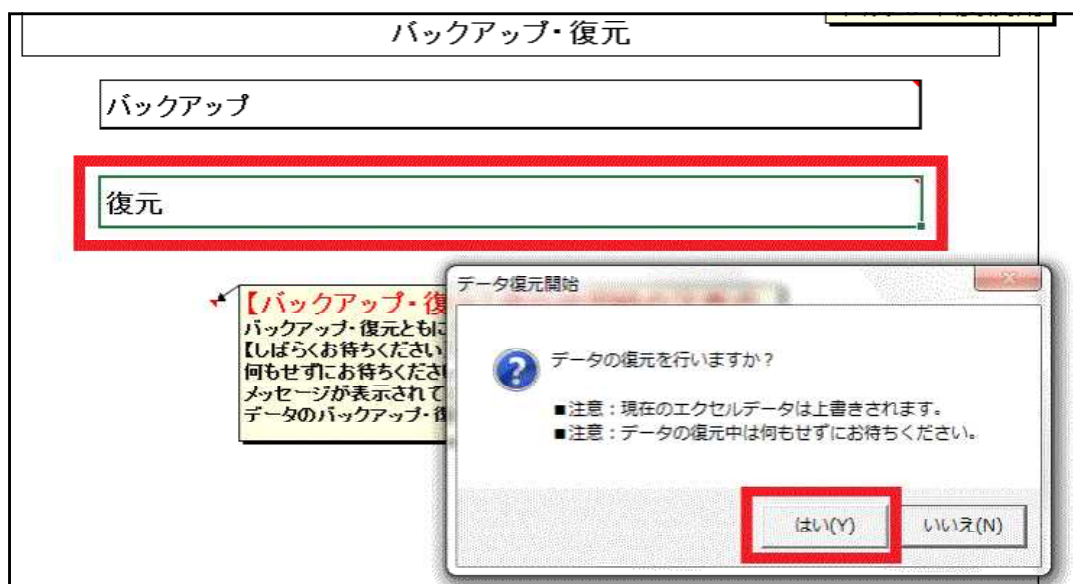 バックアップ・復元
バックアップ
復元
【バックアップ・復
バックアップ・復元ともに
【しばらくお待ちください
何もせずにお待ちくださ
メッセージが表示されて
データのバックアップ・
データ復元開始
データの復元を行いますか？
■注意：現在のエクセルデータは上書きされます。
■注意：データの復元中は何もせずにお待ちください。
はい(Y)
いいえ(N)